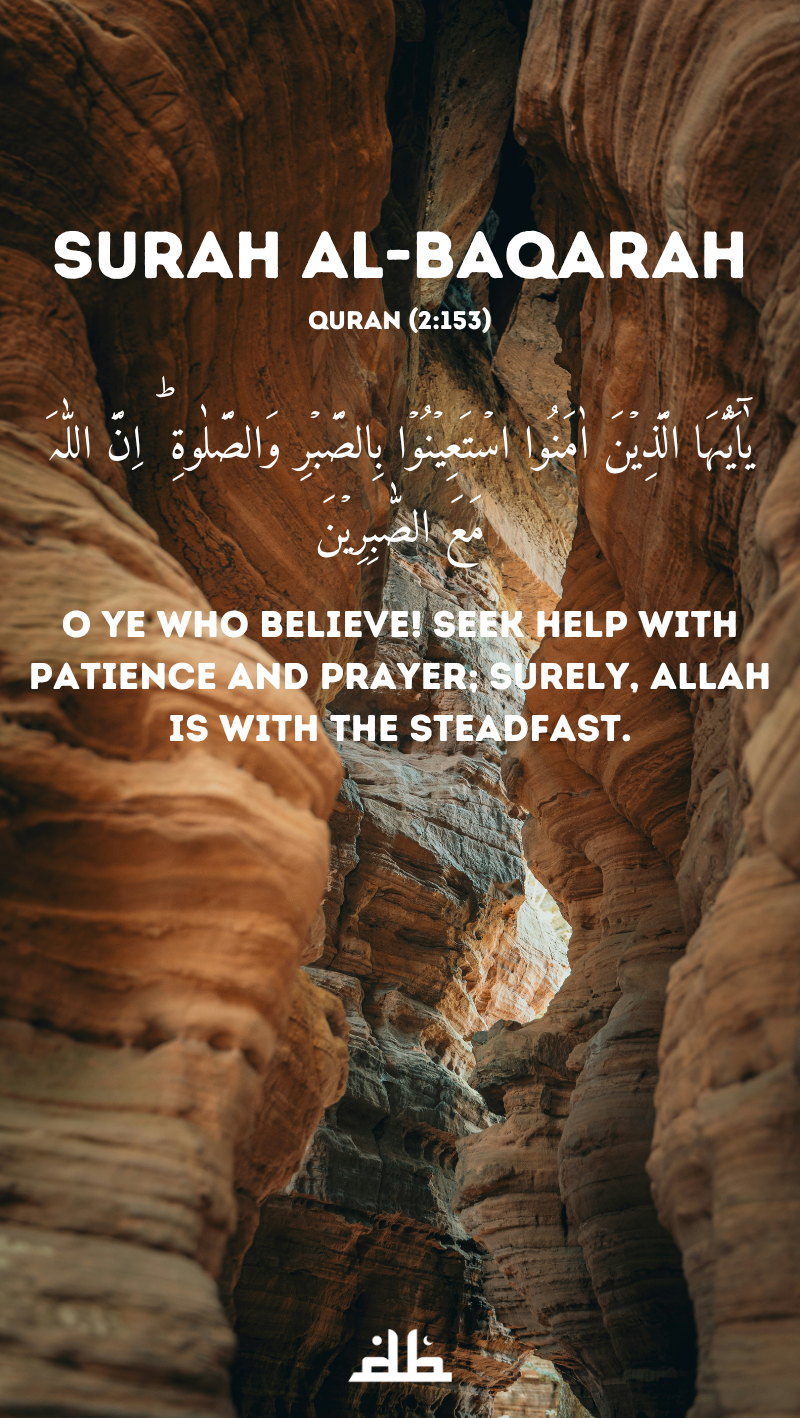 SURAH AL-BAQARAH
QURAN (2:153)
يٰٓاَيُّهَا الَّذِيۡنَ اٰمَنُوا اسۡتَعِيۡنُوۡا بِالصَّبۡرِ وَالصَّلٰوةِ ؕ اِنَّ اللّٰهَ
مَعَ الصّٰبِرِيۡنَ
O YE WHO BELIEVE! SEEK HELP WITH
PATIENCE AND PRAYER; SURELY, ALLAH
IS WITH THE STEADFAST.